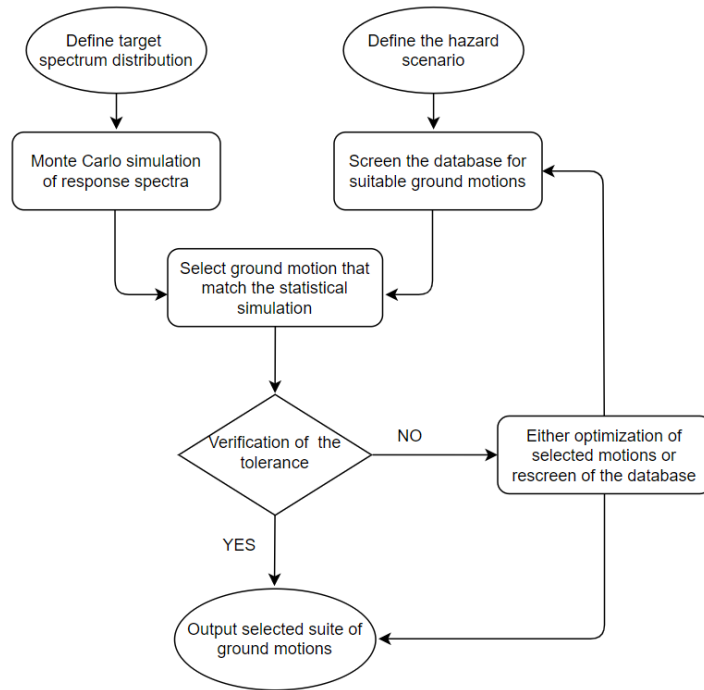 Define target
spectrum distribution
Define the hazard
scenario
Monte Carlo simulation
of response spectra
Screen the database for
suitable ground motions
Select ground motion that
match the statistical
simulation
Verification of the
tolerance
NO
Either optimization of
selected motions or
rescreen of the database
YES
Output selected suite of
ground motions